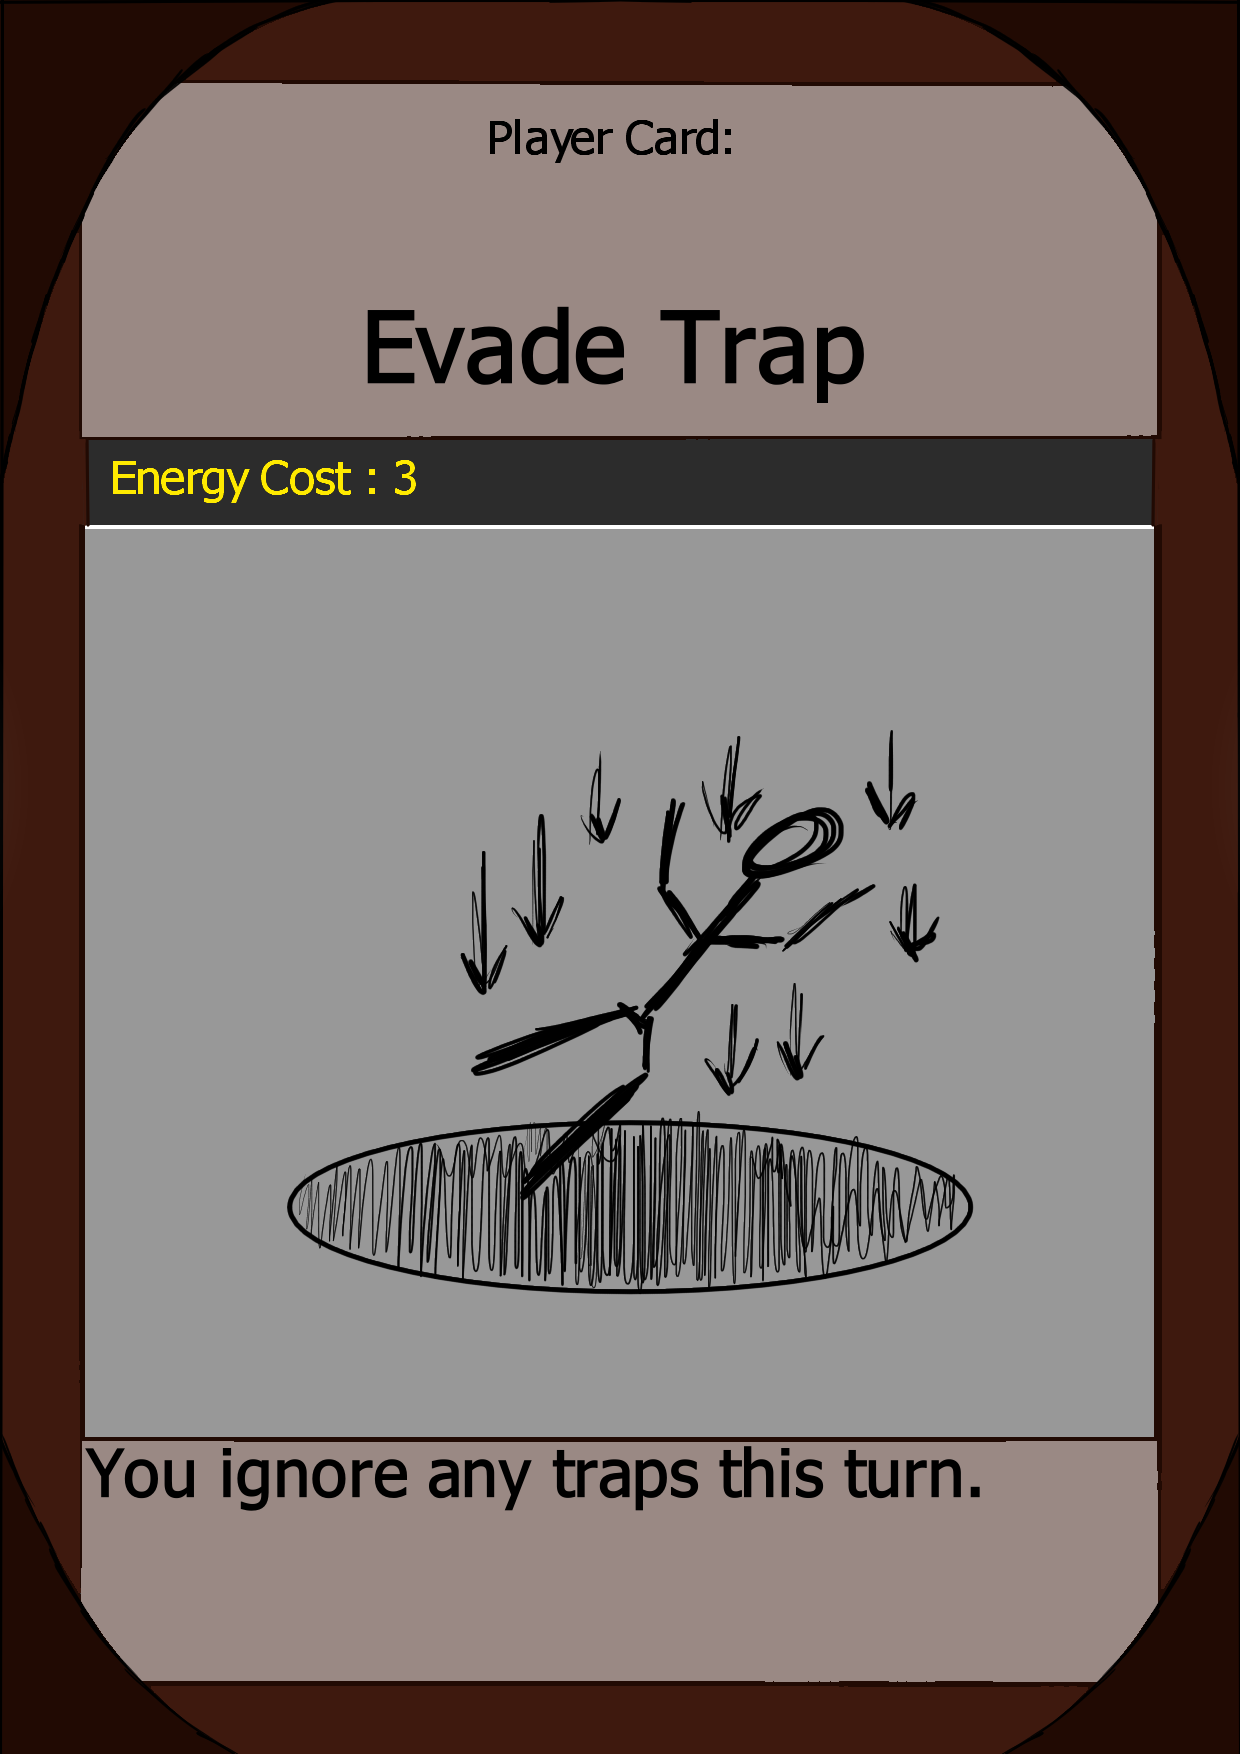 Player Card:
Evade Trap
Energy Cost : 3
You ignore any traps this turn.